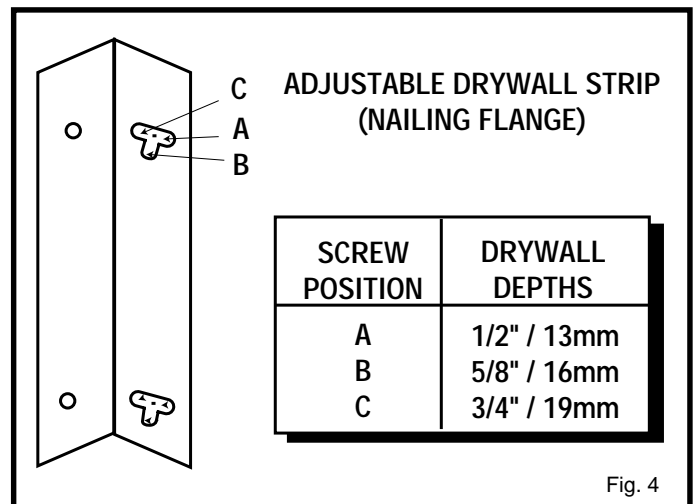 C
A
B
ADJUSTABLE DRYWALL STRIP
(NAILING FLANGE)
SCREW POSITION DRYWALL DEPTHS
A 1/2" / 13mm
B 5/8" / 16mm
C 3/4" / 19mm
Fig. 4